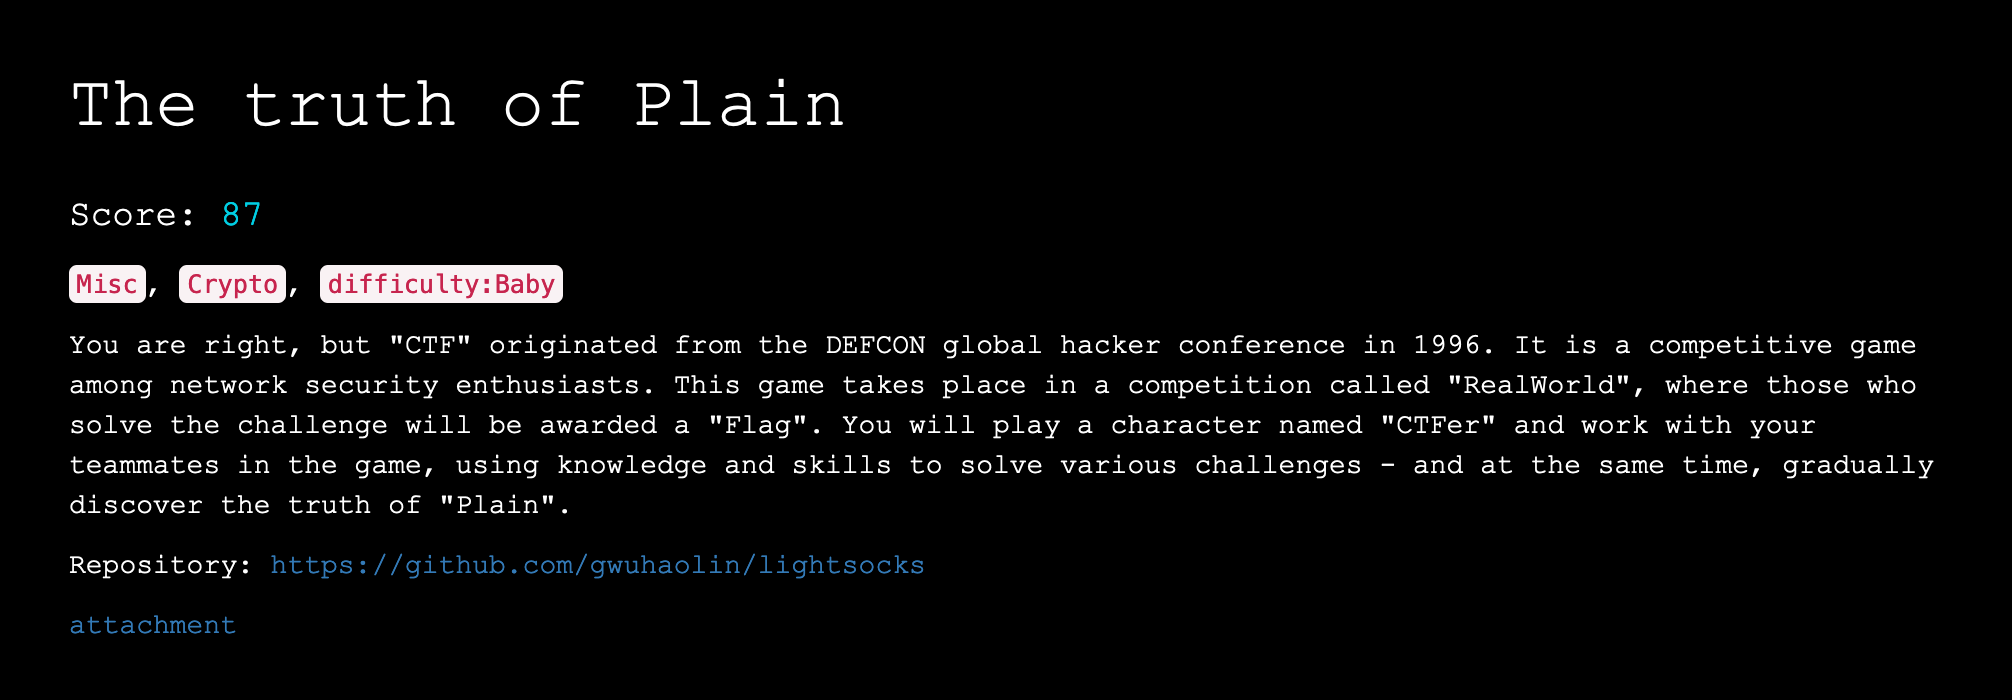 The truth of Plain
Score: 87
Misc, Crypto, difficulty:Baby
You are right, but "CTF" originated from the DEFCON global hacker conference in 1996. It is a competitive game
among network security enthusiasts. This game takes place in a competition called "RealWorld", where those who
solve the challenge will be awarded a "Flag". You will play a character named "CTFer" and work with your
teammates in the game, using knowledge and skills to solve various challenges - and at the same time, gradually
discover the truth of "Plain".
Repository: https://github.com/gwuhaolin/lightsocks
attachment